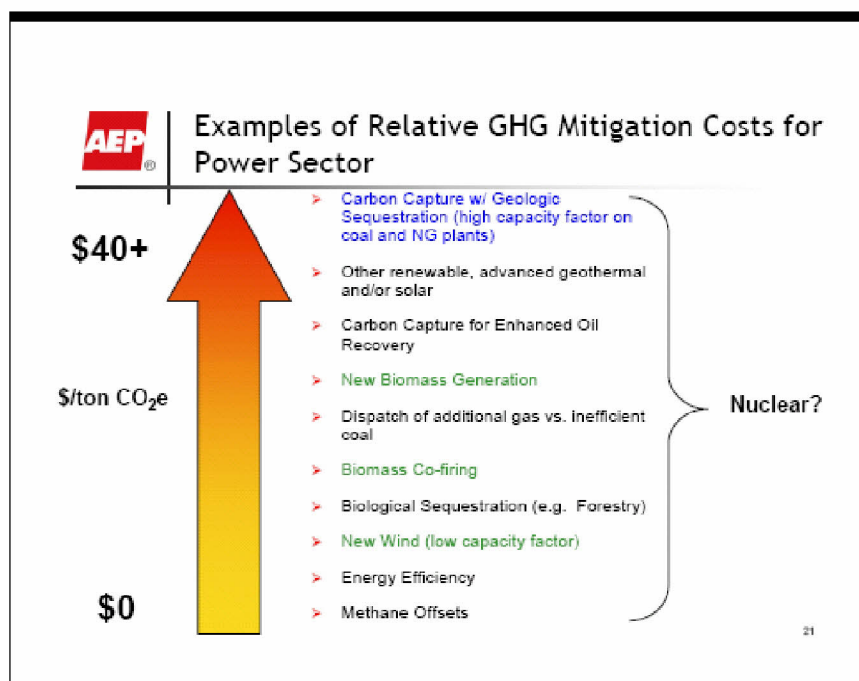 AEP®
Examples of Relative GHG Mitigation Costs for
Power Sector
$40+
$/ton CO₂e
$0
➢ Carbon Capture w/ Geologic
Sequestration (high capacity factor on
coal and NG plants)
➢ Other renewable, advanced geothermal
and/or solar
➢ Carbon Capture for Enhanced Oil
Recovery
➢ New Biomass Generation
➢ Dispatch of additional gas vs. inefficient
coal
➢ Biomass Co-firing
➢ Biological Sequestration (e.g. Forestry)
➢ New Wind (low capacity factor)
➢ Energy Efficiency
➢ Methane Offsets
Nuclear?
21